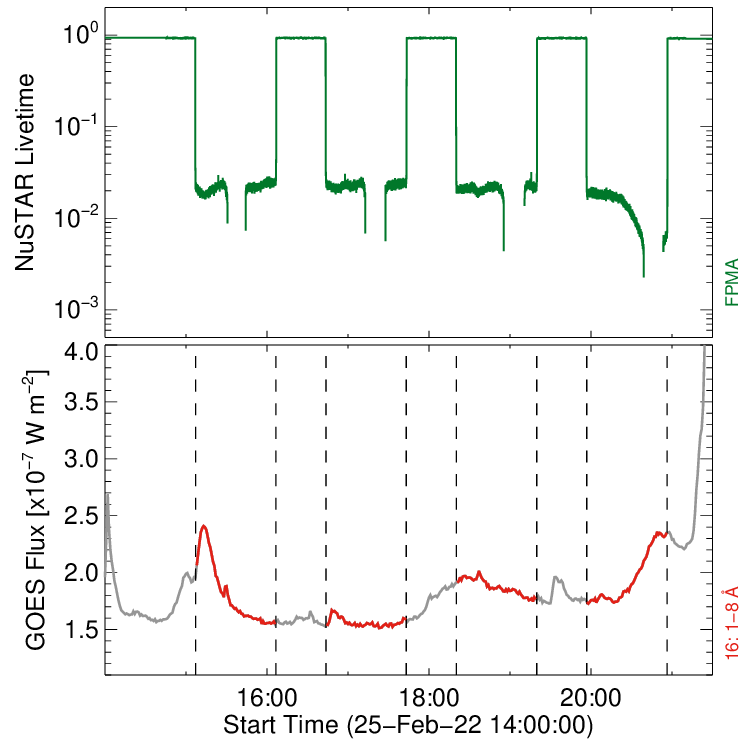 NuSTAR Livetime
10⁰
10⁻¹
10⁻²
10⁻³
FPMA
GOES Flux [x10⁻⁷ W m⁻²]
4.0
3.5
3.0
2.5
2.0
1.5
16: 1−8 Å
16:00 18:00 20:00
Start Time (25−Feb−22 14:00:00)